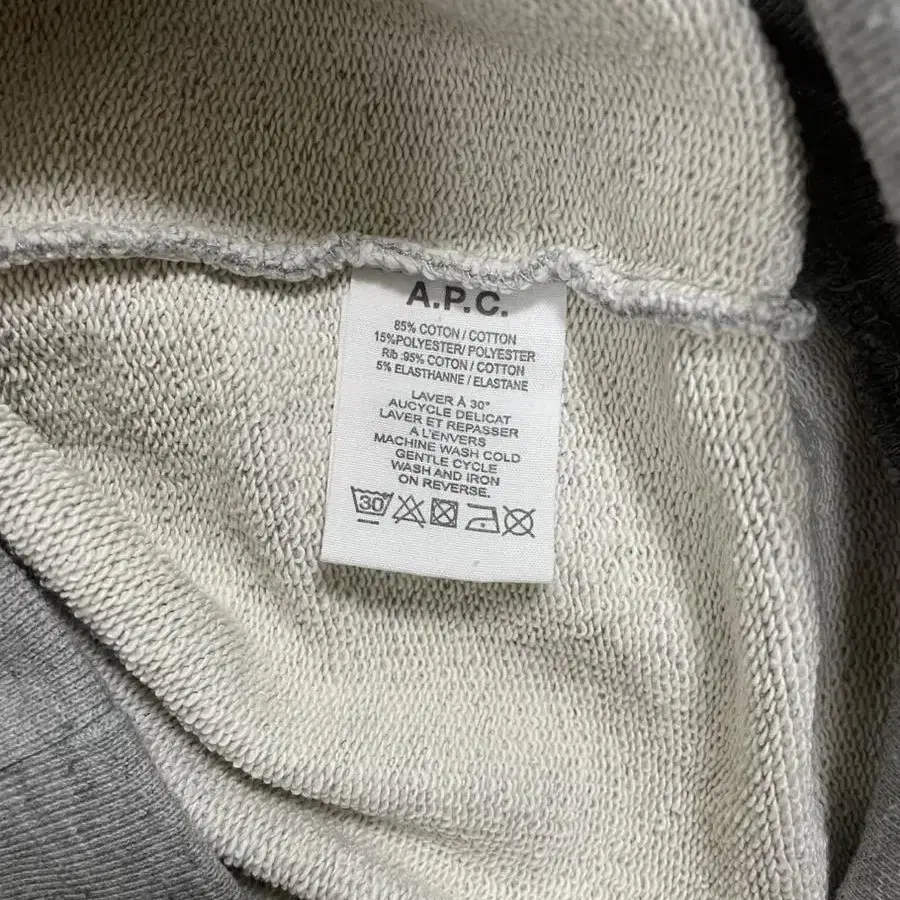 A.P.C.
85% COTON / COTTON
15%POLYESTER/ POLYESTER
Rib :95% COTON / COTTON
5% ELASTHANNE / ELASTANE
LAVER À 30°
AUCYCLE DELICAT
LAVER ET REPASSER
A L'ENVERS
MACHINE WASH COLD
GENTLE CYCLE
WASH AND IRON
ON REVERSE.
30